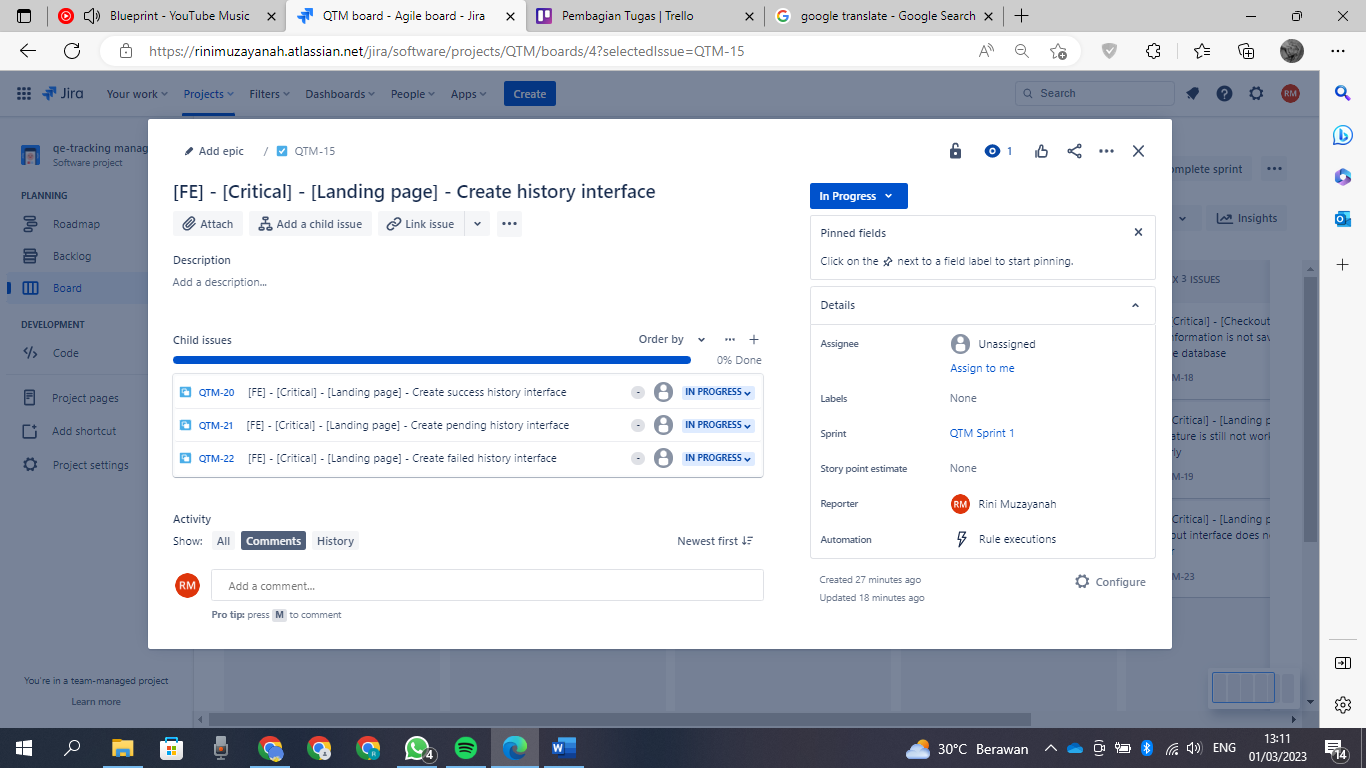 Blueprint - YouTube Music
QTM board - Agile board - Jira
Pembagian Tugas | Trello
google translate - Google Search
https://rinimuzayanah.atlassian.net/jira/software/projects/QTM/boards/4?selectedIssue=QTM-15
Jira
Your work
Projects
Filters
Dashboards
People
Apps
Create
Search
RM
qe-tracking manag
Software project
PLANNING
Roadmap
Backlog
Board
DEVELOPMENT
Code
Project pages
Add shortcut
Project settings
You're in a team-managed project
Learn more
Add epic / QTM-15
1
[FE] - [Critical] - [Landing page] - Create history interface
Attach
Add a child issue
Link issue
Description
Add a description...
Child issues
Order by
0% Done
QTM-20 [FE] - [Critical] - [Landing page] - Create success history interface - IN PROGRESS
QTM-21 [FE] - [Critical] - [Landing page] - Create pending history interface - IN PROGRESS
QTM-22 [FE] - [Critical] - [Landing page] - Create failed history interface - IN PROGRESS
Activity
Show: All Comments History
Newest first
RM
Add a comment...
Pro tip: press M to comment
In Progress
Pinned fields
Click on the next to a field label to start pinning.
Details
Assignee Unassigned
Assign to me
Labels None
Sprint QTM Sprint 1
Story point estimate None
Reporter RM Rini Muzayanah
Automation Rule executions
Created 27 minutes ago
Updated 18 minutes ago
Configure
mplete sprint
Insights
X 3 ISSUES
Critical] - [Checkout
formation is not sav
e database
M-18
Critical] - [Landing p
ature is still not work
rly
M-19
Critical] - [Landing p
out interface does n
M-23
4
30°C Berawan
ENG
13:11
01/03/2023
14